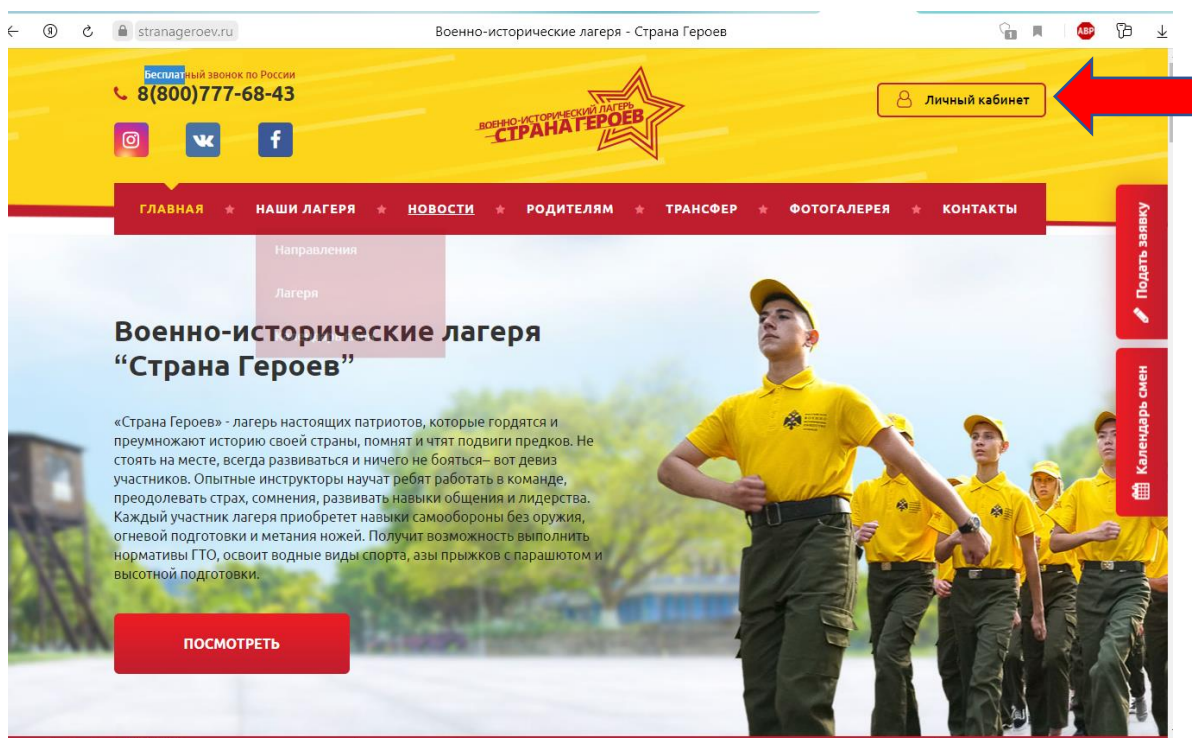 stranageroev.ru
Военно-исторические лагеря - Страна Героев
1
ABP
Бесплатный звонок по России
8(800)777-68-43
ВОЕННО-ИСТОРИЧЕСКИЙ ЛАГЕРЬ
СТРАНА ГЕРОЕВ
Личный кабинет
ГЛАВНАЯ
НАШИ ЛАГЕРЯ
НОВОСТИ
РОДИТЕЛЯМ
ТРАНСФЕР
ФОТОГАЛЕРЕЯ
КОНТАКТЫ
Направления
Лагеря
Подать заявку
Календарь смен
Военно-исторические лагеря
“Страна Героев”
«Страна Героев» - лагерь настоящих патриотов, которые гордятся и
преумножают историю своей страны, помнят и чтят подвиги предков. Не
стоять на месте, всегда развиваться и ничего не бояться– вот девиз
участников. Опытные инструкторы научат ребят работать в команде,
преодолевать страх, сомнения, развивать навыки общения и лидерства.
Каждый участник лагеря приобретет навыки самообороны без оружия,
огневой подготовки и метания ножей. Получит возможность выполнить
нормативы ГТО, освоит водные виды спорта, азы прыжков с парашютом и
высотной подготовки.
ПОСМОТРЕТЬ